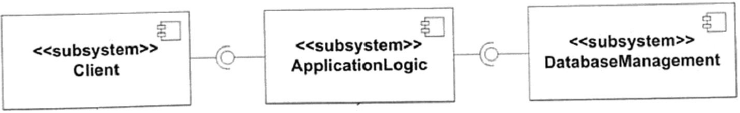 <<subsystem>>
Client
<<subsystem>>
ApplicationLogic
<<subsystem>>
DatabaseManagement